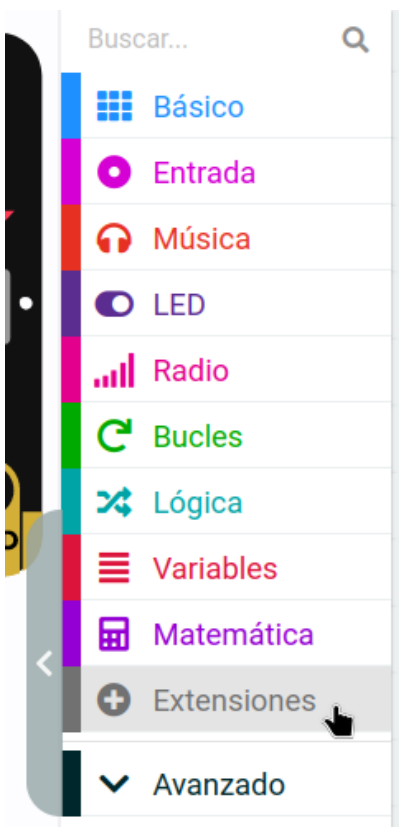 Buscar...
Básico
Entrada
Música
LED
Radio
Bucles
Lógica
Variables
Matemática
Extensiones
Avanzado